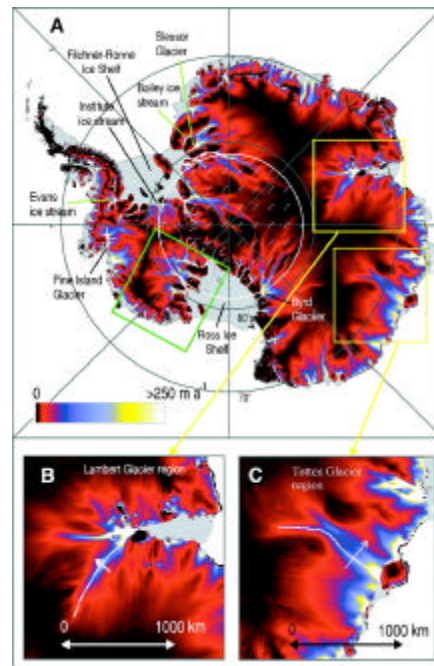 A
Slessor
Glacier
Filchner-Ronne
Ice Shelf
Bailey ice
stream
Institute
ice stream
Evans
ice stream
Pine Island
Glacier
Byrd
Glacier
Ross Ice
Shelf
80°
70°
0
>250 m a⁻¹
B
Lambert Glacier region
0
1000 km
C
Totten Glacier
region
0
1000 km